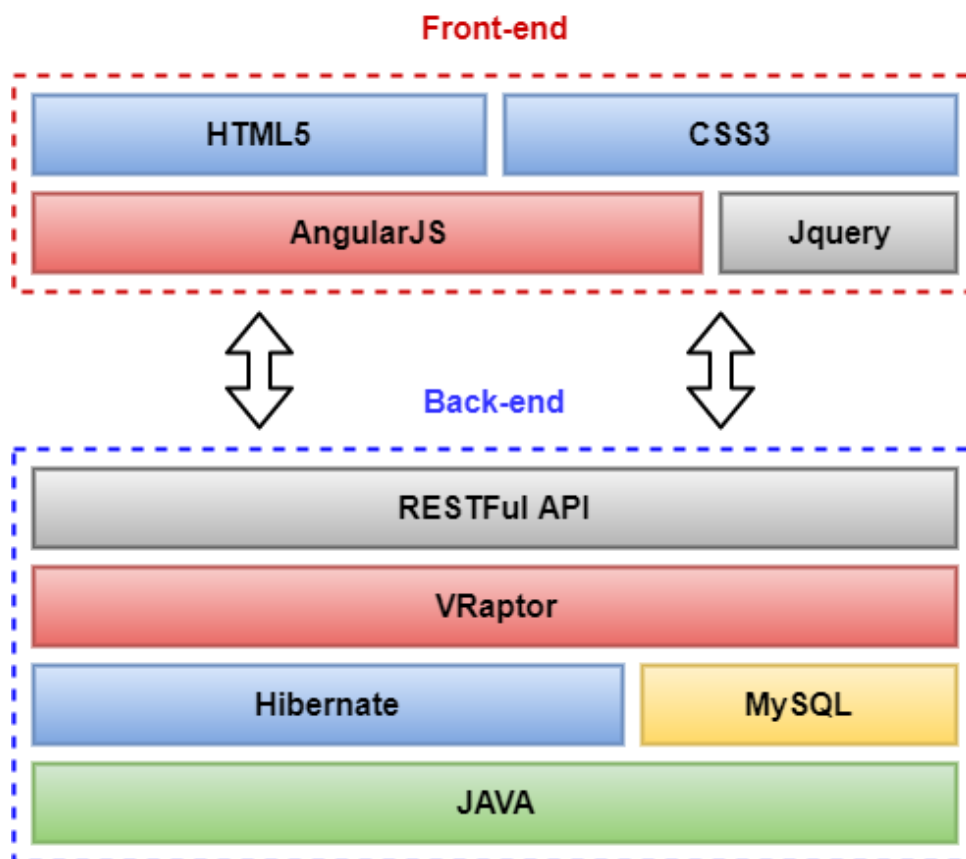 Front-end
HTML5 CSS3
AngularJS Jquery
Back-end
RESTFul API
VRaptor
Hibernate MySQL
JAVA